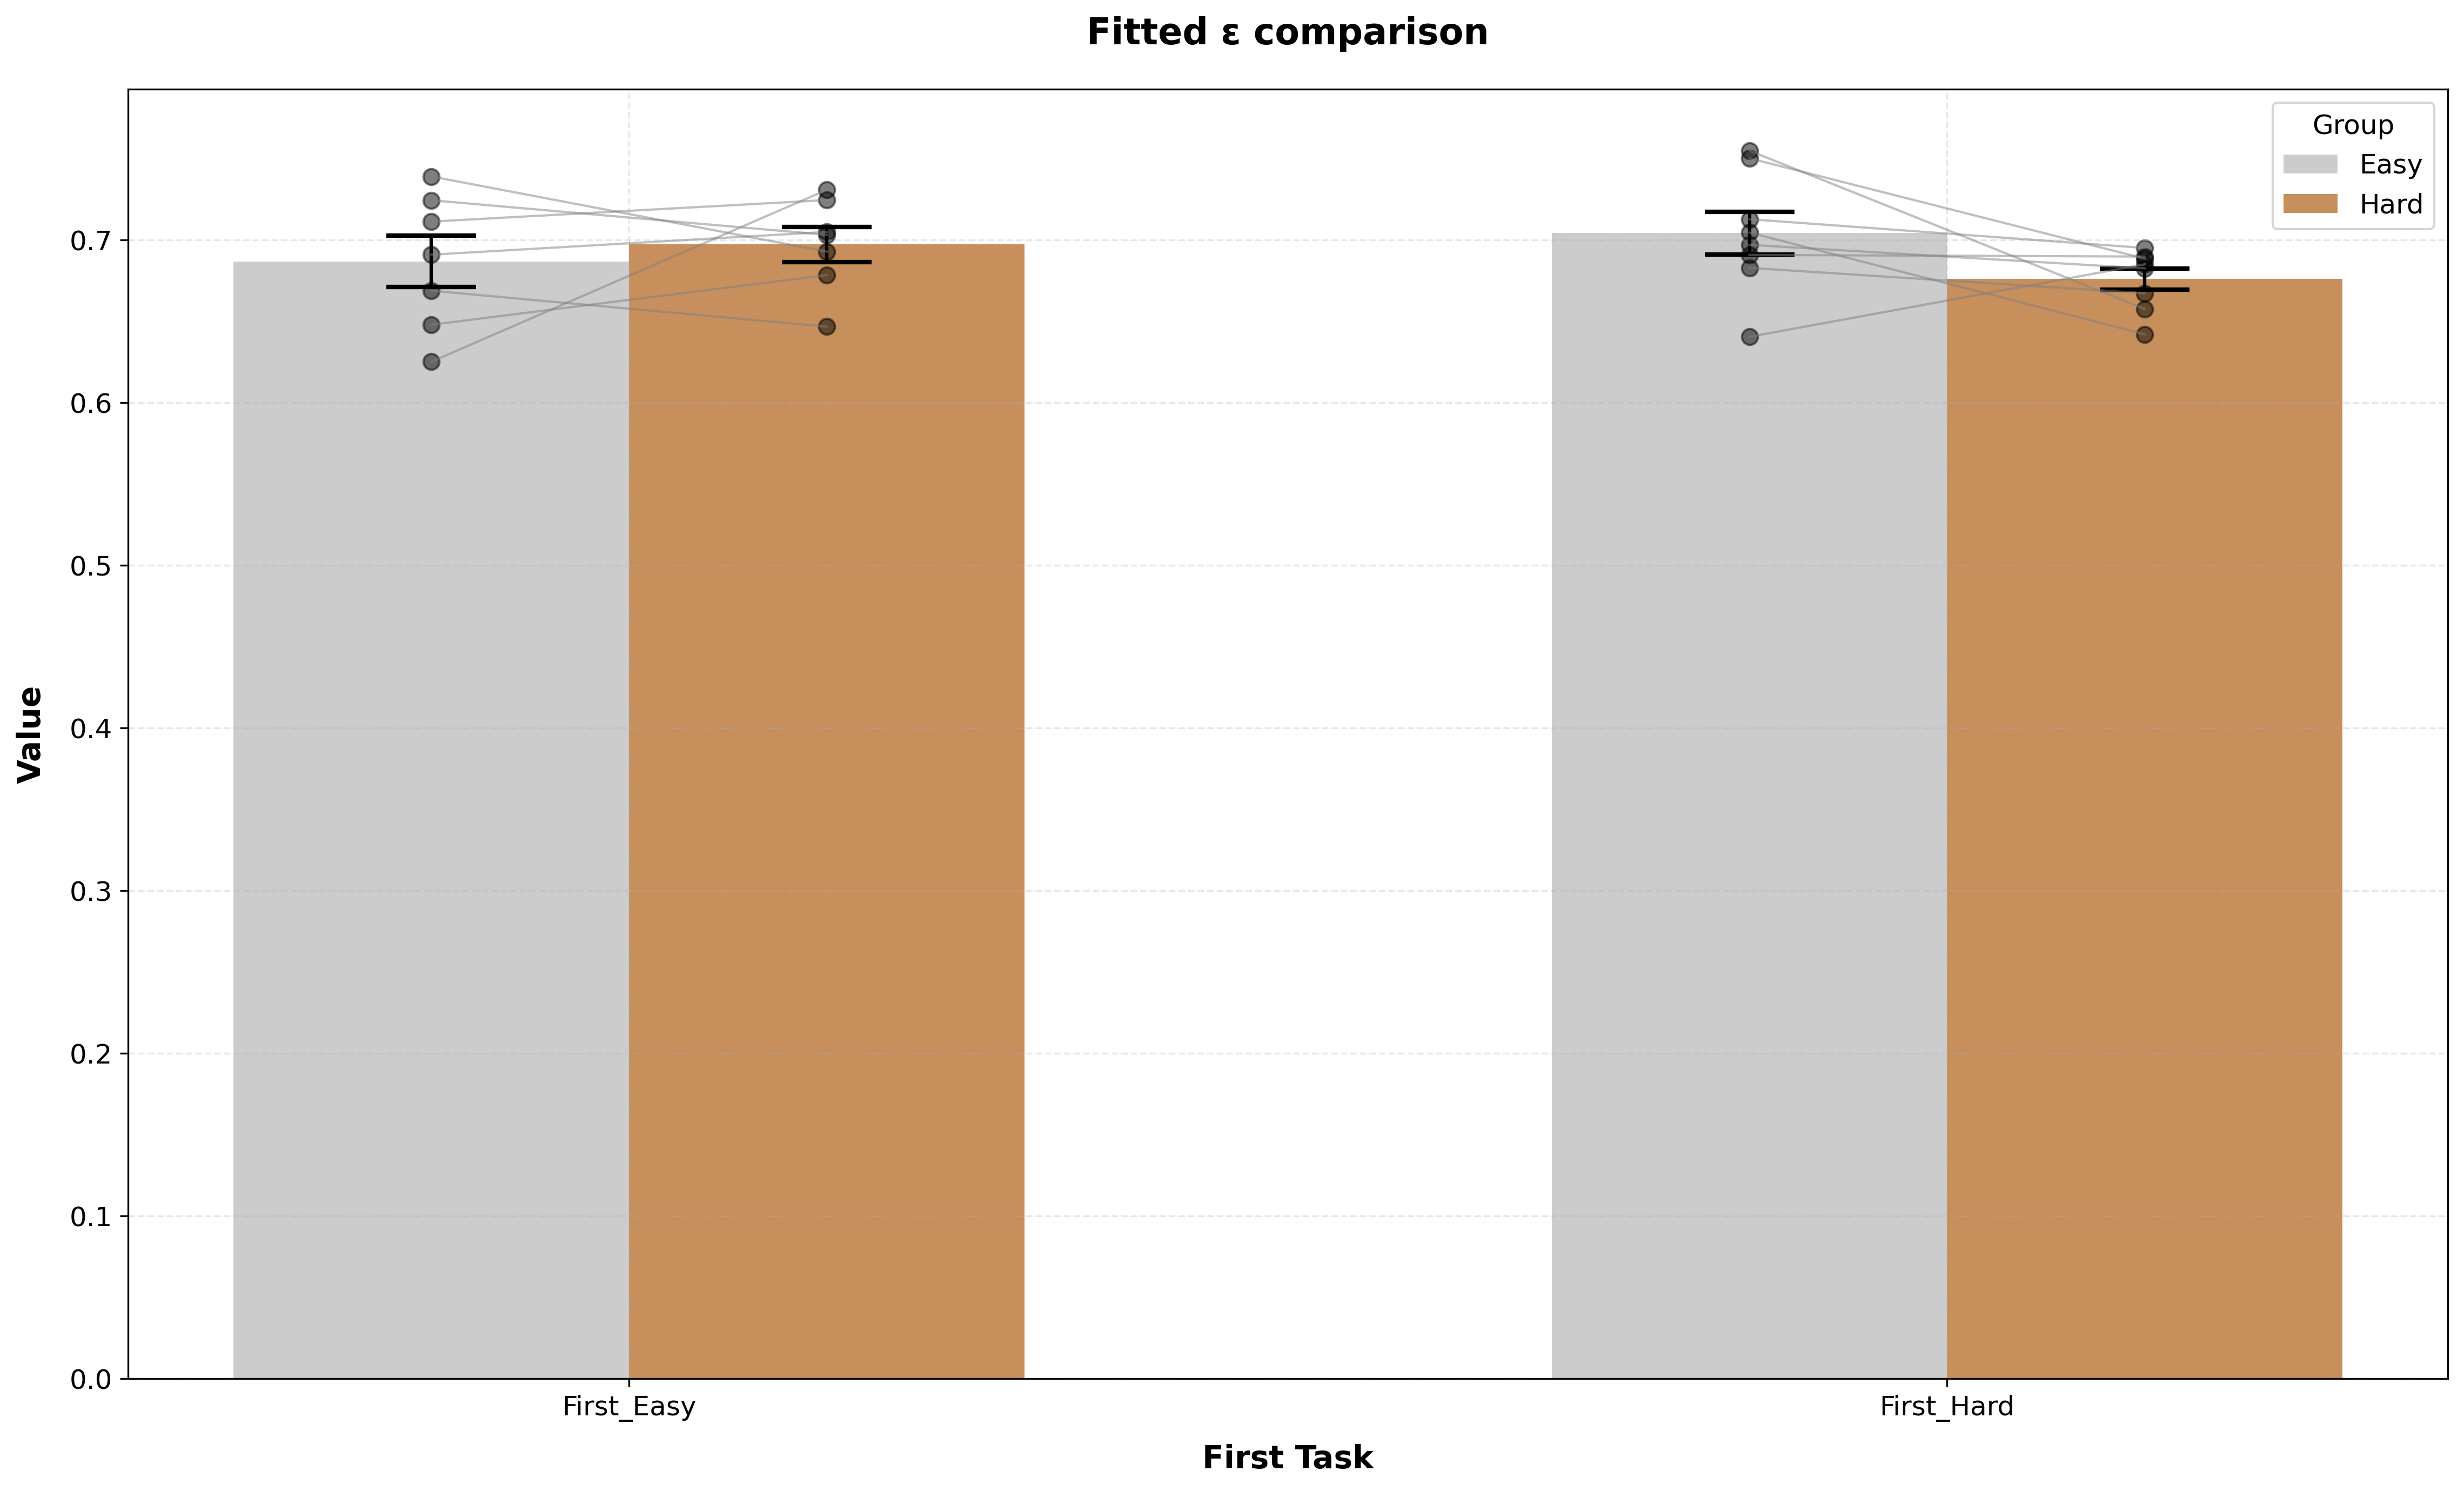 Fitted ε comparison
Group
Easy
Hard
Value
0.7
0.6
0.5
0.4
0.3
0.2
0.1
0.0
First_Easy
First_Hard
First Task